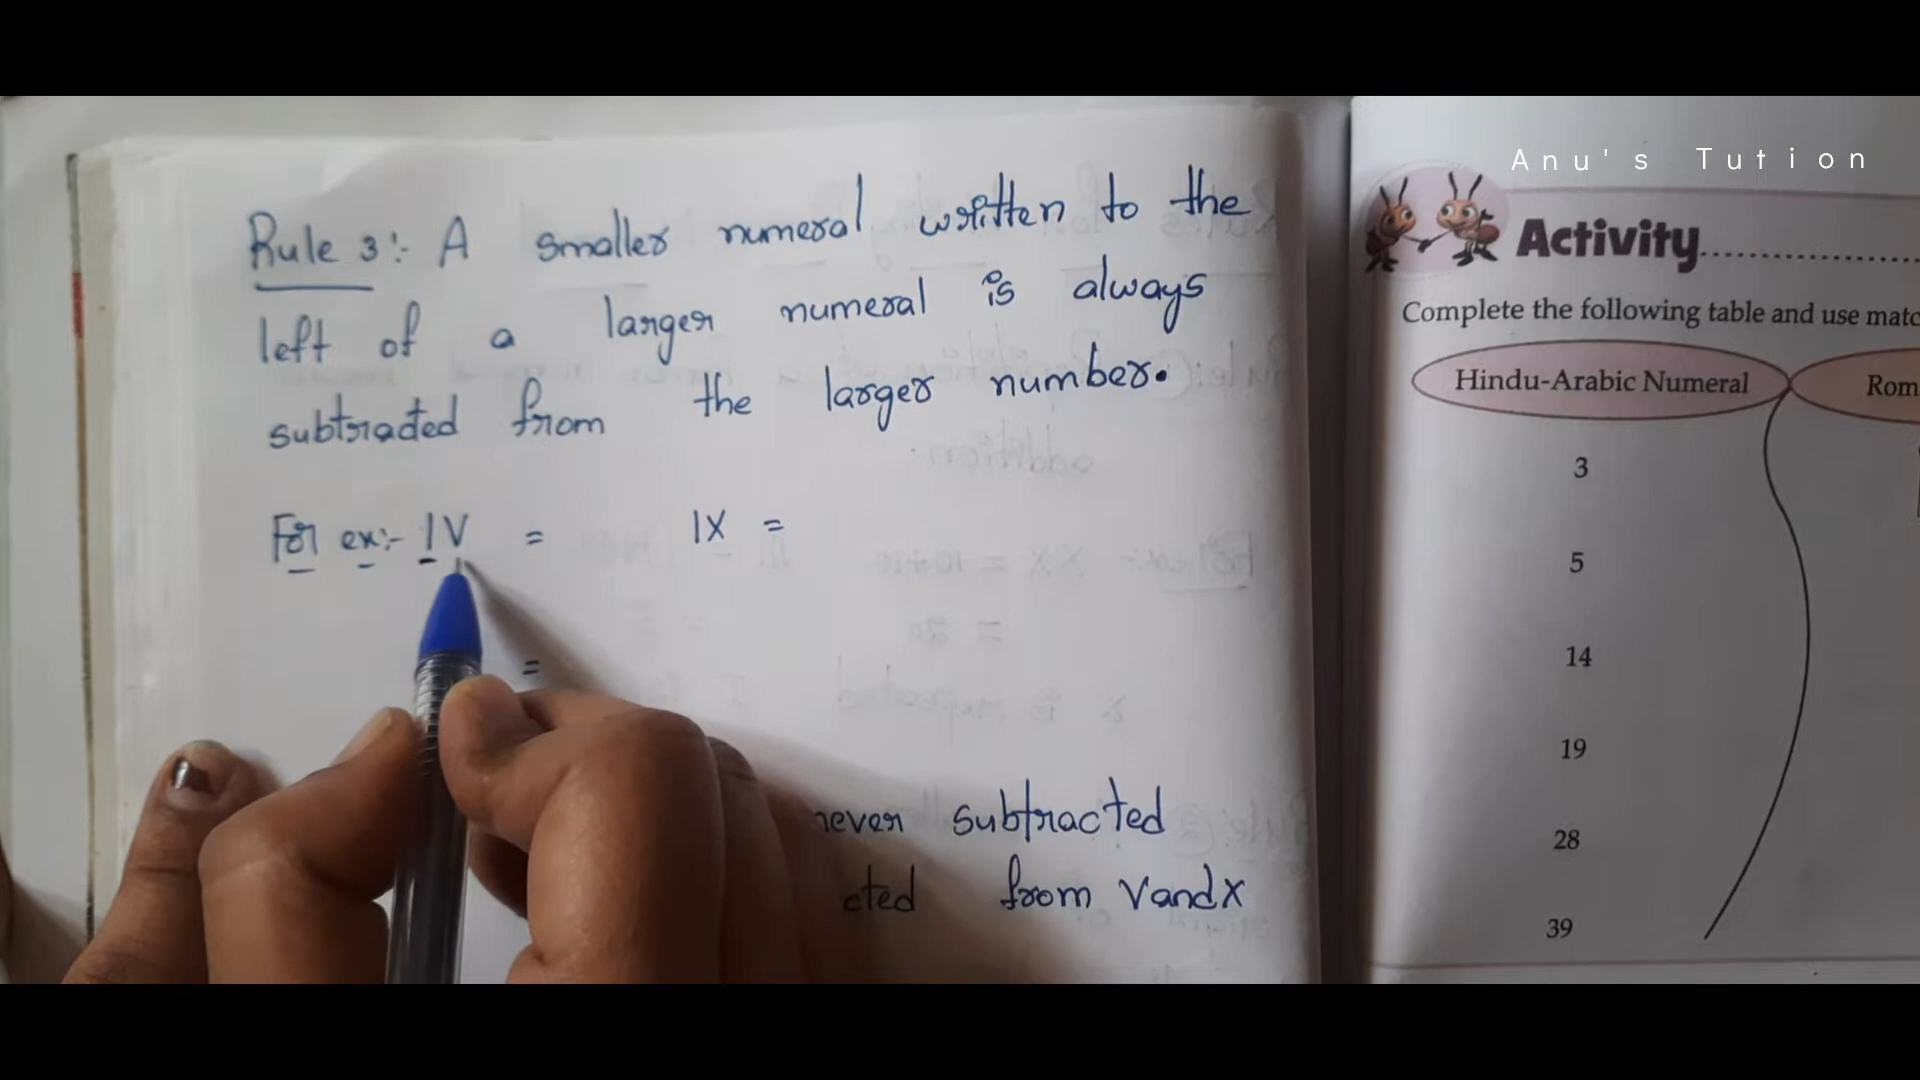 Rule 3:- A smaller numeral written to the
left of a larger numeral is always
subtracted from the larger number.
For ex:- IV = IX =
=
never subtracted
cted from V and X
Anu's Tution
Activity
Complete the following table and use matc
Hindu-Arabic Numeral Rom
3
5
14
19
28
39